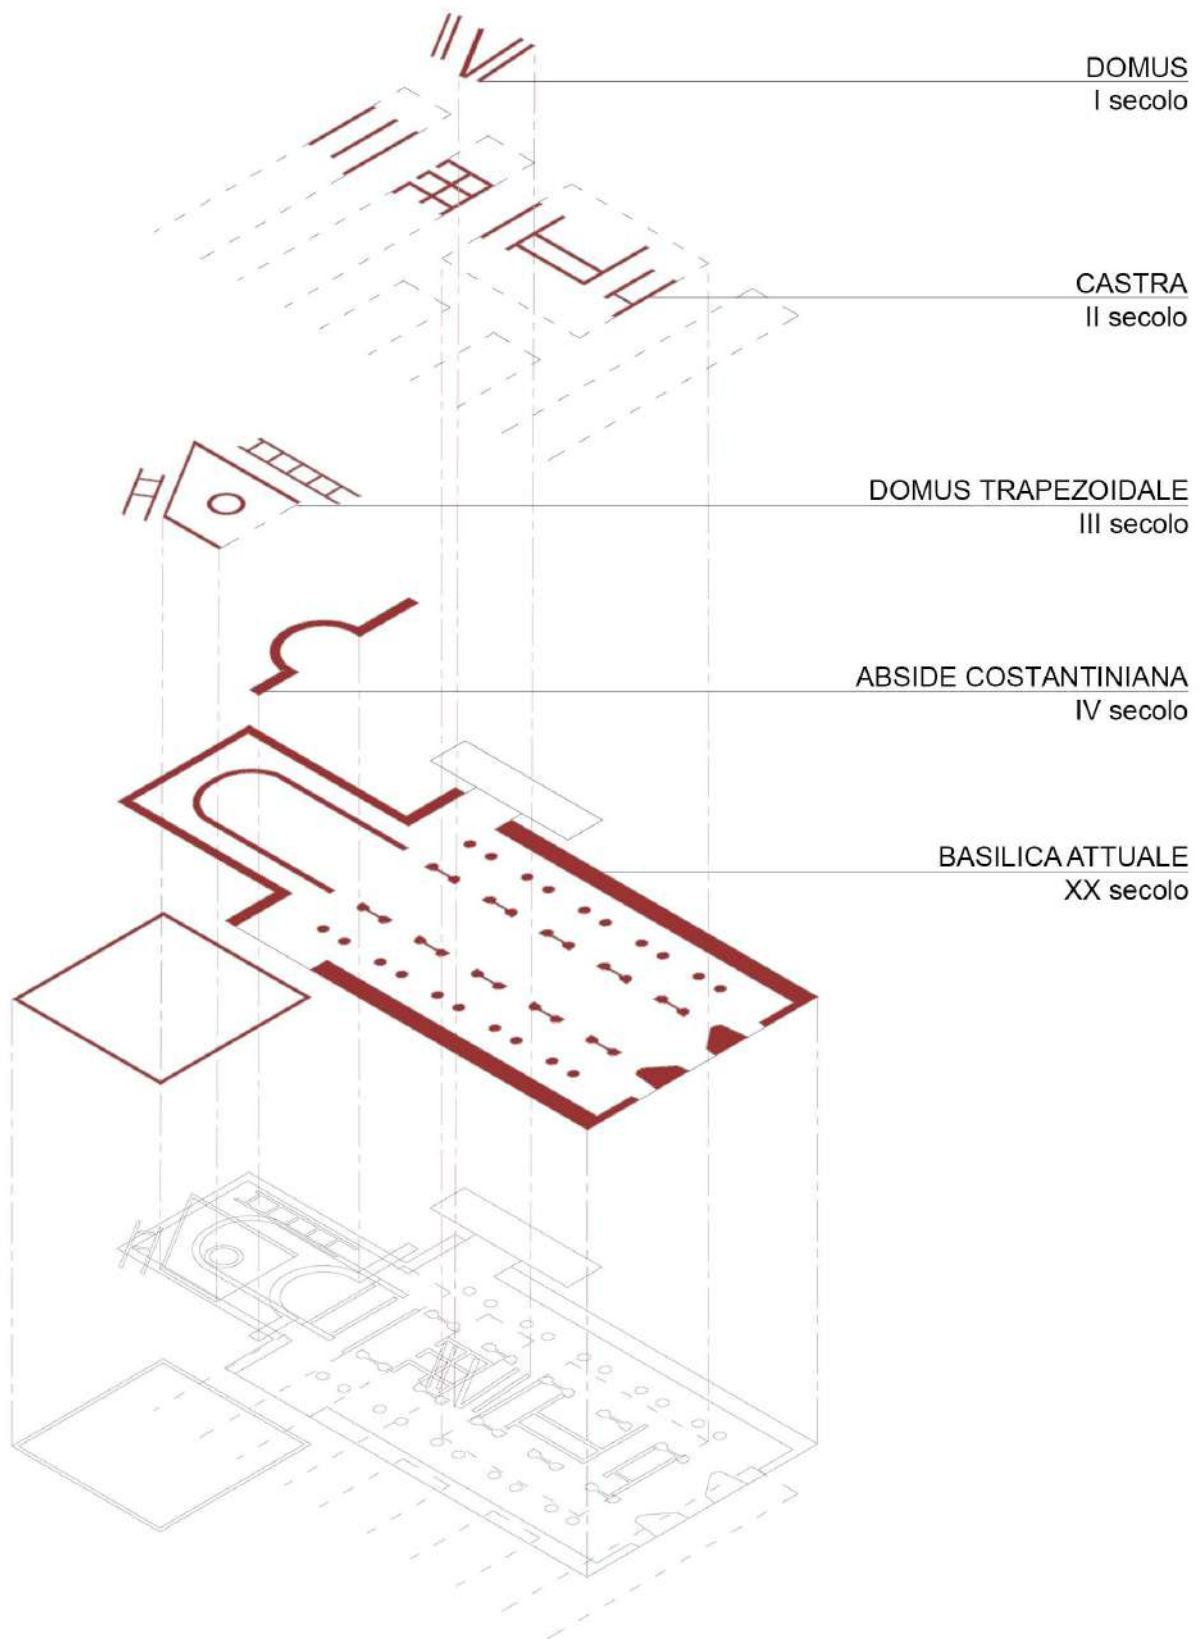 DOMUS
I secolo
CASTRA
II secolo
DOMUS TRAPEZOIDALE
III secolo
ABSIDE COSTANTINIANA
IV secolo
BASILICA ATTUALE
XX secolo